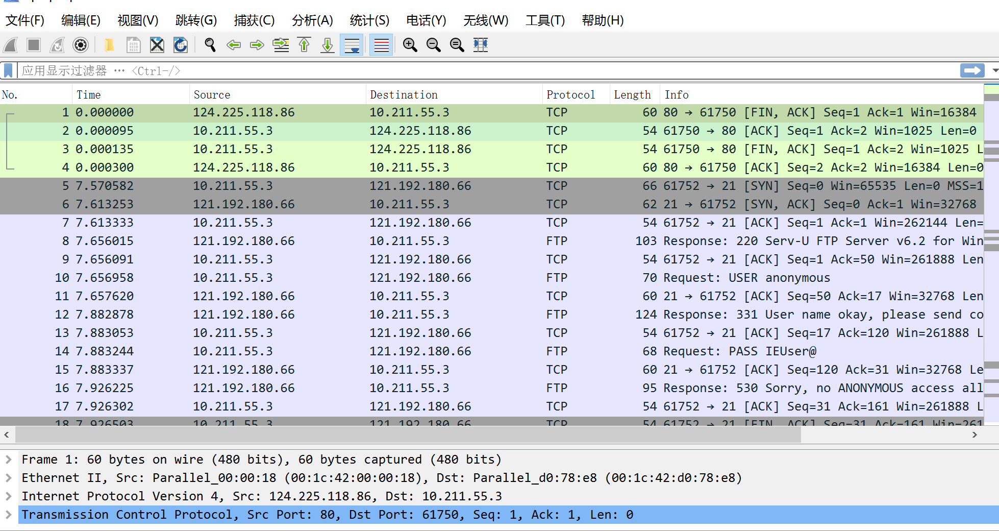 文件(F) 编辑(E) 视图(V) 跳转(G) 捕获(C) 分析(A) 统计(S) 电话(Y) 无线(W) 工具(T) 帮助(H)
应用显示过滤器 … <Ctrl-/>
No. Time Source Destination Protocol Length Info
1 0.000000 124.225.118.86 10.211.55.3 TCP 60 80 → 61750 [FIN, ACK] Seq=1 Ack=1 Win=16384
2 0.000095 10.211.55.3 124.225.118.86 TCP 54 61750 → 80 [ACK] Seq=1 Ack=2 Win=1025 Len=0
3 0.000135 10.211.55.3 124.225.118.86 TCP 54 61750 → 80 [FIN, ACK] Seq=1 Ack=2 Win=1025 L
4 0.000300 124.225.118.86 10.211.55.3 TCP 60 80 → 61750 [ACK] Seq=2 Ack=2 Win=16384 Len=0
5 7.570582 10.211.55.3 121.192.180.66 TCP 66 61752 → 21 [SYN] Seq=0 Win=65535 Len=0 MSS=1
6 7.613253 121.192.180.66 10.211.55.3 TCP 62 21 → 61752 [SYN, ACK] Seq=0 Ack=1 Win=32768
7 7.613333 10.211.55.3 121.192.180.66 TCP 54 61752 → 21 [ACK] Seq=1 Ack=1 Win=262144 Len=
8 7.656015 121.192.180.66 10.211.55.3 FTP 103 Response: 220 Serv-U FTP Server v6.2 for Win
9 7.656091 10.211.55.3 121.192.180.66 TCP 54 61752 → 21 [ACK] Seq=1 Ack=50 Win=261888 Len
10 7.656958 10.211.55.3 121.192.180.66 FTP 70 Request: USER anonymous
11 7.657620 121.192.180.66 10.211.55.3 TCP 60 21 → 61752 [ACK] Seq=50 Ack=17 Win=32768 Len
12 7.882878 121.192.180.66 10.211.55.3 FTP 124 Response: 331 User name okay, please send co
13 7.883053 10.211.55.3 121.192.180.66 TCP 54 61752 → 21 [ACK] Seq=17 Ack=120 Win=261888 L
14 7.883244 10.211.55.3 121.192.180.66 FTP 68 Request: PASS IEUser@
15 7.883337 121.192.180.66 10.211.55.3 TCP 60 21 → 61752 [ACK] Seq=120 Ack=31 Win=32768 Le
16 7.926225 121.192.180.66 10.211.55.3 FTP 95 Response: 530 Sorry, no ANONYMOUS access all
17 7.926302 10.211.55.3 121.192.180.66 TCP 54 61752 → 21 [ACK] Seq=31 Ack=161 Win=261888 L
18 7.926503 10.211.55.3 121.192.180.66 TCP 54 61752 → 21 [FIN, ACK] Seq=31 Ack=161 Win=261
Frame 1: 60 bytes on wire (480 bits), 60 bytes captured (480 bits)
Ethernet II, Src: Parallel_00:00:18 (00:1c:42:00:00:18), Dst: Parallel_d0:78:e8 (00:1c:42:d0:78:e8)
Internet Protocol Version 4, Src: 124.225.118.86, Dst: 10.211.55.3
Transmission Control Protocol, Src Port: 80, Dst Port: 61750, Seq: 1, Ack: 1, Len: 0